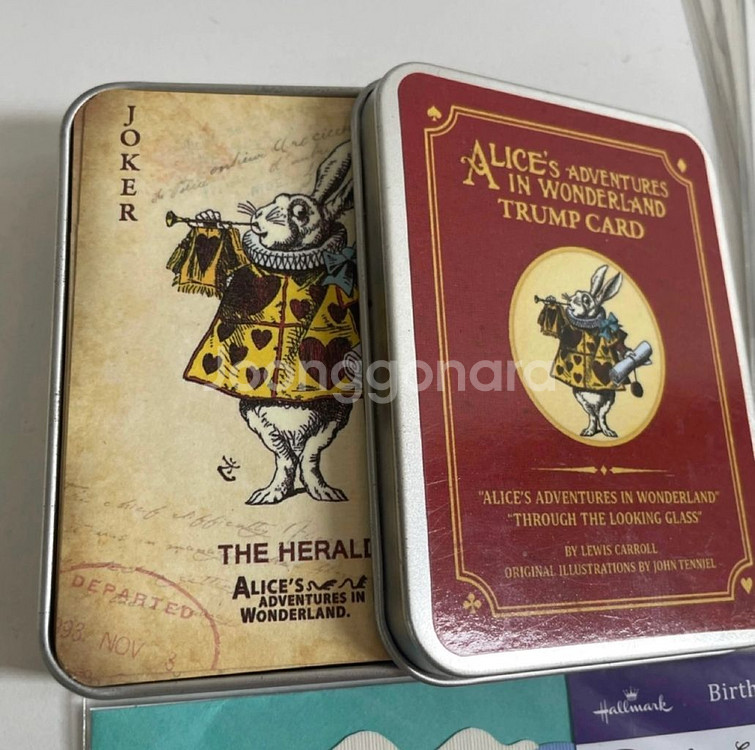 JOKER
THE HERALD
ALICE'S
ADVENTURES IN
WONDERLAND.
DEPARTED
NOV
ALICE'S ADVENTURES
IN WONDERLAND
TRUMP CARD
"ALICE'S ADVENTURES IN WONDERLAND"
"THROUGH THE LOOKING GLASS"
BY LEWIS CARROLL
ORIGINAL ILLUSTRATIONS BY JOHN TENNIEL
Joonggonara
Hallmark
Birth